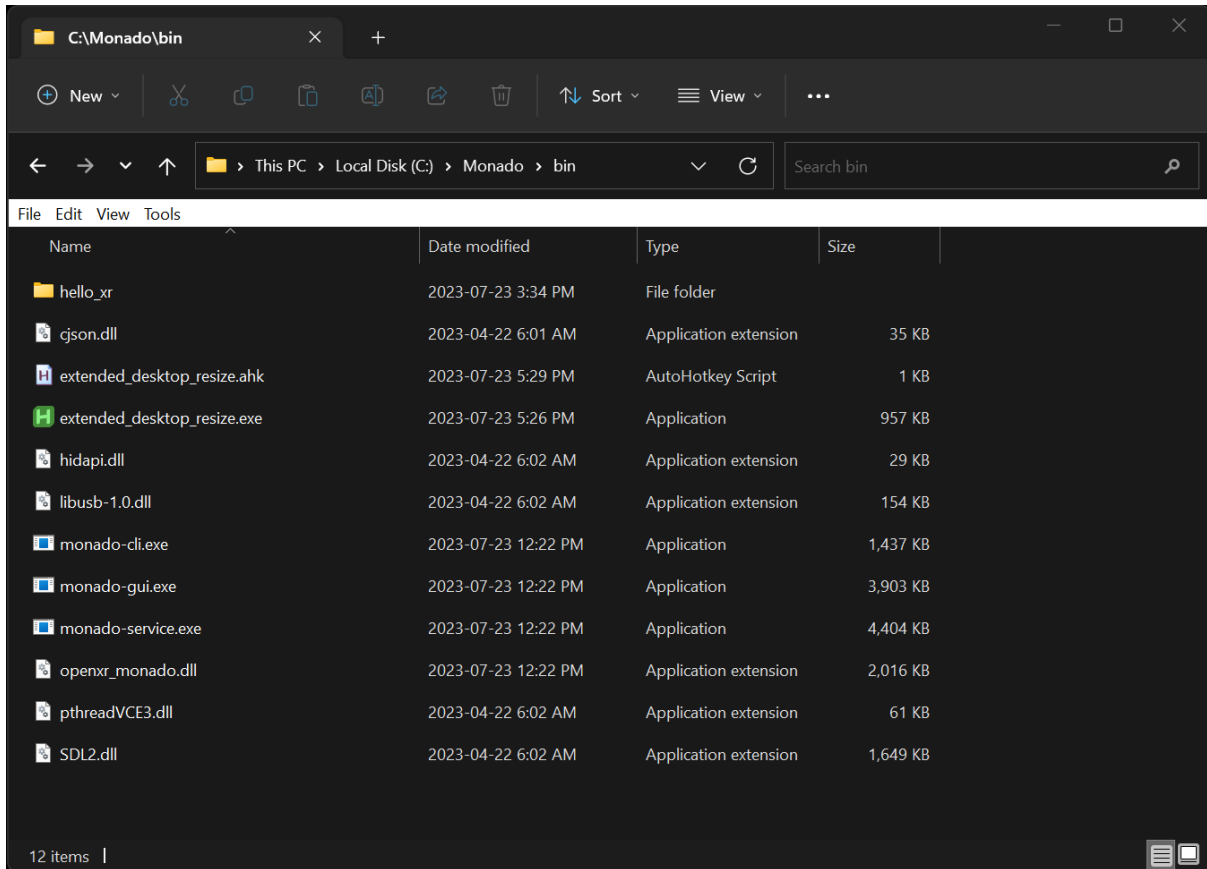 C:\Monado\bin
New Sort View
This PC Local Disk (C:) Monado bin Search bin
File Edit View Tools
Name Date modified Type Size
hello_xr 2023-07-23 3:34 PM File folder
cjson.dll 2023-04-22 6:01 AM Application extension 35 KB
extended_desktop_resize.ahk 2023-07-23 5:29 PM AutoHotkey Script 1 KB
extended_desktop_resize.exe 2023-07-23 5:26 PM Application 957 KB
hidapi.dll 2023-04-22 6:02 AM Application extension 29 KB
libusb-1.0.dll 2023-04-22 6:02 AM Application extension 154 KB
monado-cli.exe 2023-07-23 12:22 PM Application 1,437 KB
monado-gui.exe 2023-07-23 12:22 PM Application 3,903 KB
monado-service.exe 2023-07-23 12:22 PM Application 4,404 KB
openxr_monado.dll 2023-07-23 12:22 PM Application extension 2,016 KB
pthreadVCE3.dll 2023-04-22 6:02 AM Application extension 61 KB
SDL2.dll 2023-04-22 6:02 AM Application extension 1,649 KB
12 items